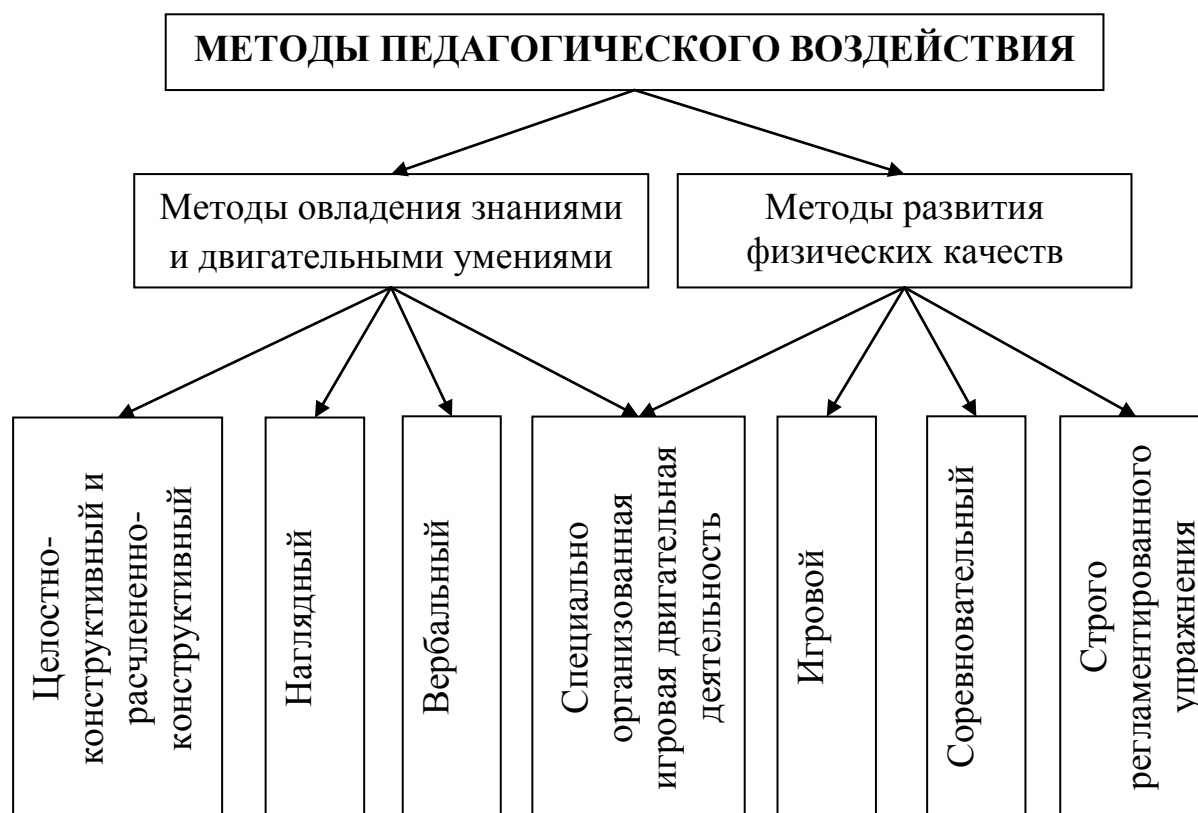 МЕТОДЫ ПЕДАГОГИЧЕСКОГО ВОЗДЕЙСТВИЯ
Методы овладения знаниями
и двигательными умениями
Методы развития
физических качеств
Целостно-
конструктивный и
расчлененно-
конструктивный
Наглядный
Вербальный
Специально
организованная
игровая двигательная
деятельность
Игровой
Соревновательный
Строго
регламентированного
упражнения